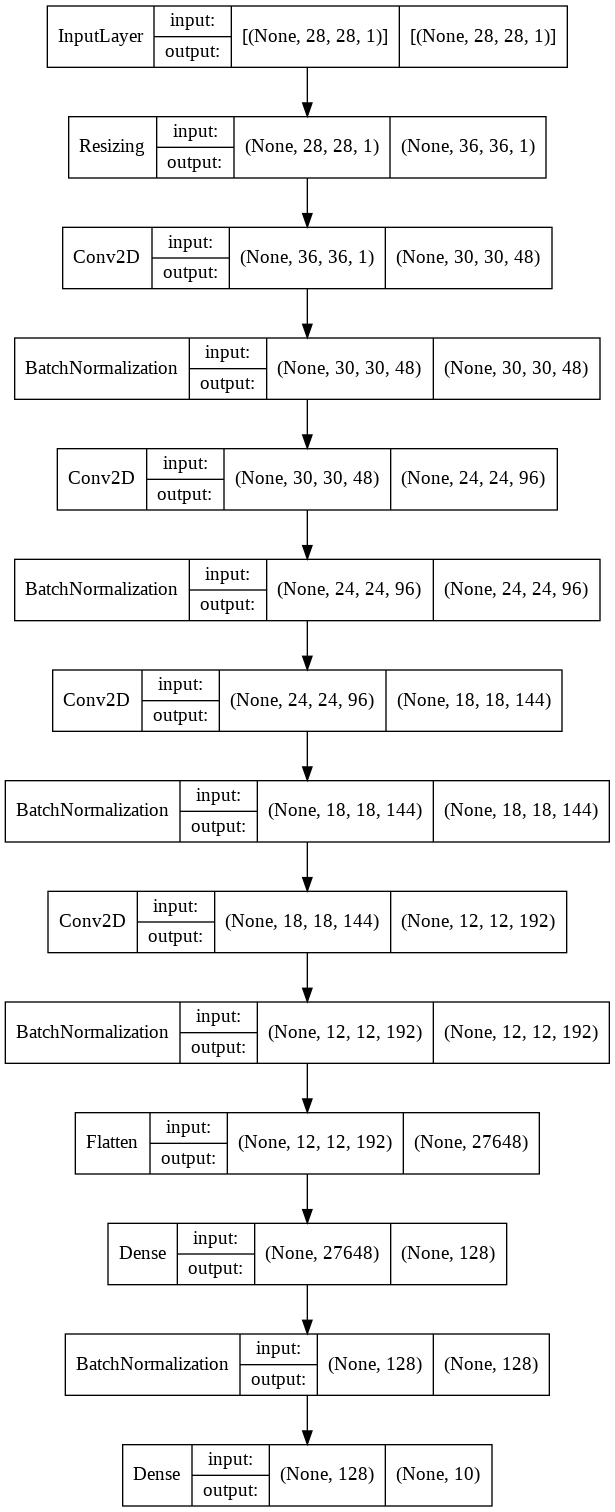 InputLayer input: output: [(None, 28, 28, 1)] [(None, 28, 28, 1)]
Resizing input: output: (None, 28, 28, 1) (None, 36, 36, 1)
Conv2D input: output: (None, 36, 36, 1) (None, 30, 30, 48)
BatchNormalization input: output: (None, 30, 30, 48) (None, 30, 30, 48)
Conv2D input: output: (None, 30, 30, 48) (None, 24, 24, 96)
BatchNormalization input: output: (None, 24, 24, 96) (None, 24, 24, 96)
Conv2D input: output: (None, 24, 24, 96) (None, 18, 18, 144)
BatchNormalization input: output: (None, 18, 18, 144) (None, 18, 18, 144)
Conv2D input: output: (None, 18, 18, 144) (None, 12, 12, 192)
BatchNormalization input: output: (None, 12, 12, 192) (None, 12, 12, 192)
Flatten input: output: (None, 12, 12, 192) (None, 27648)
Dense input: output: (None, 27648) (None, 128)
BatchNormalization input: output: (None, 128) (None, 128)
Dense input: output: (None, 128) (None, 10)